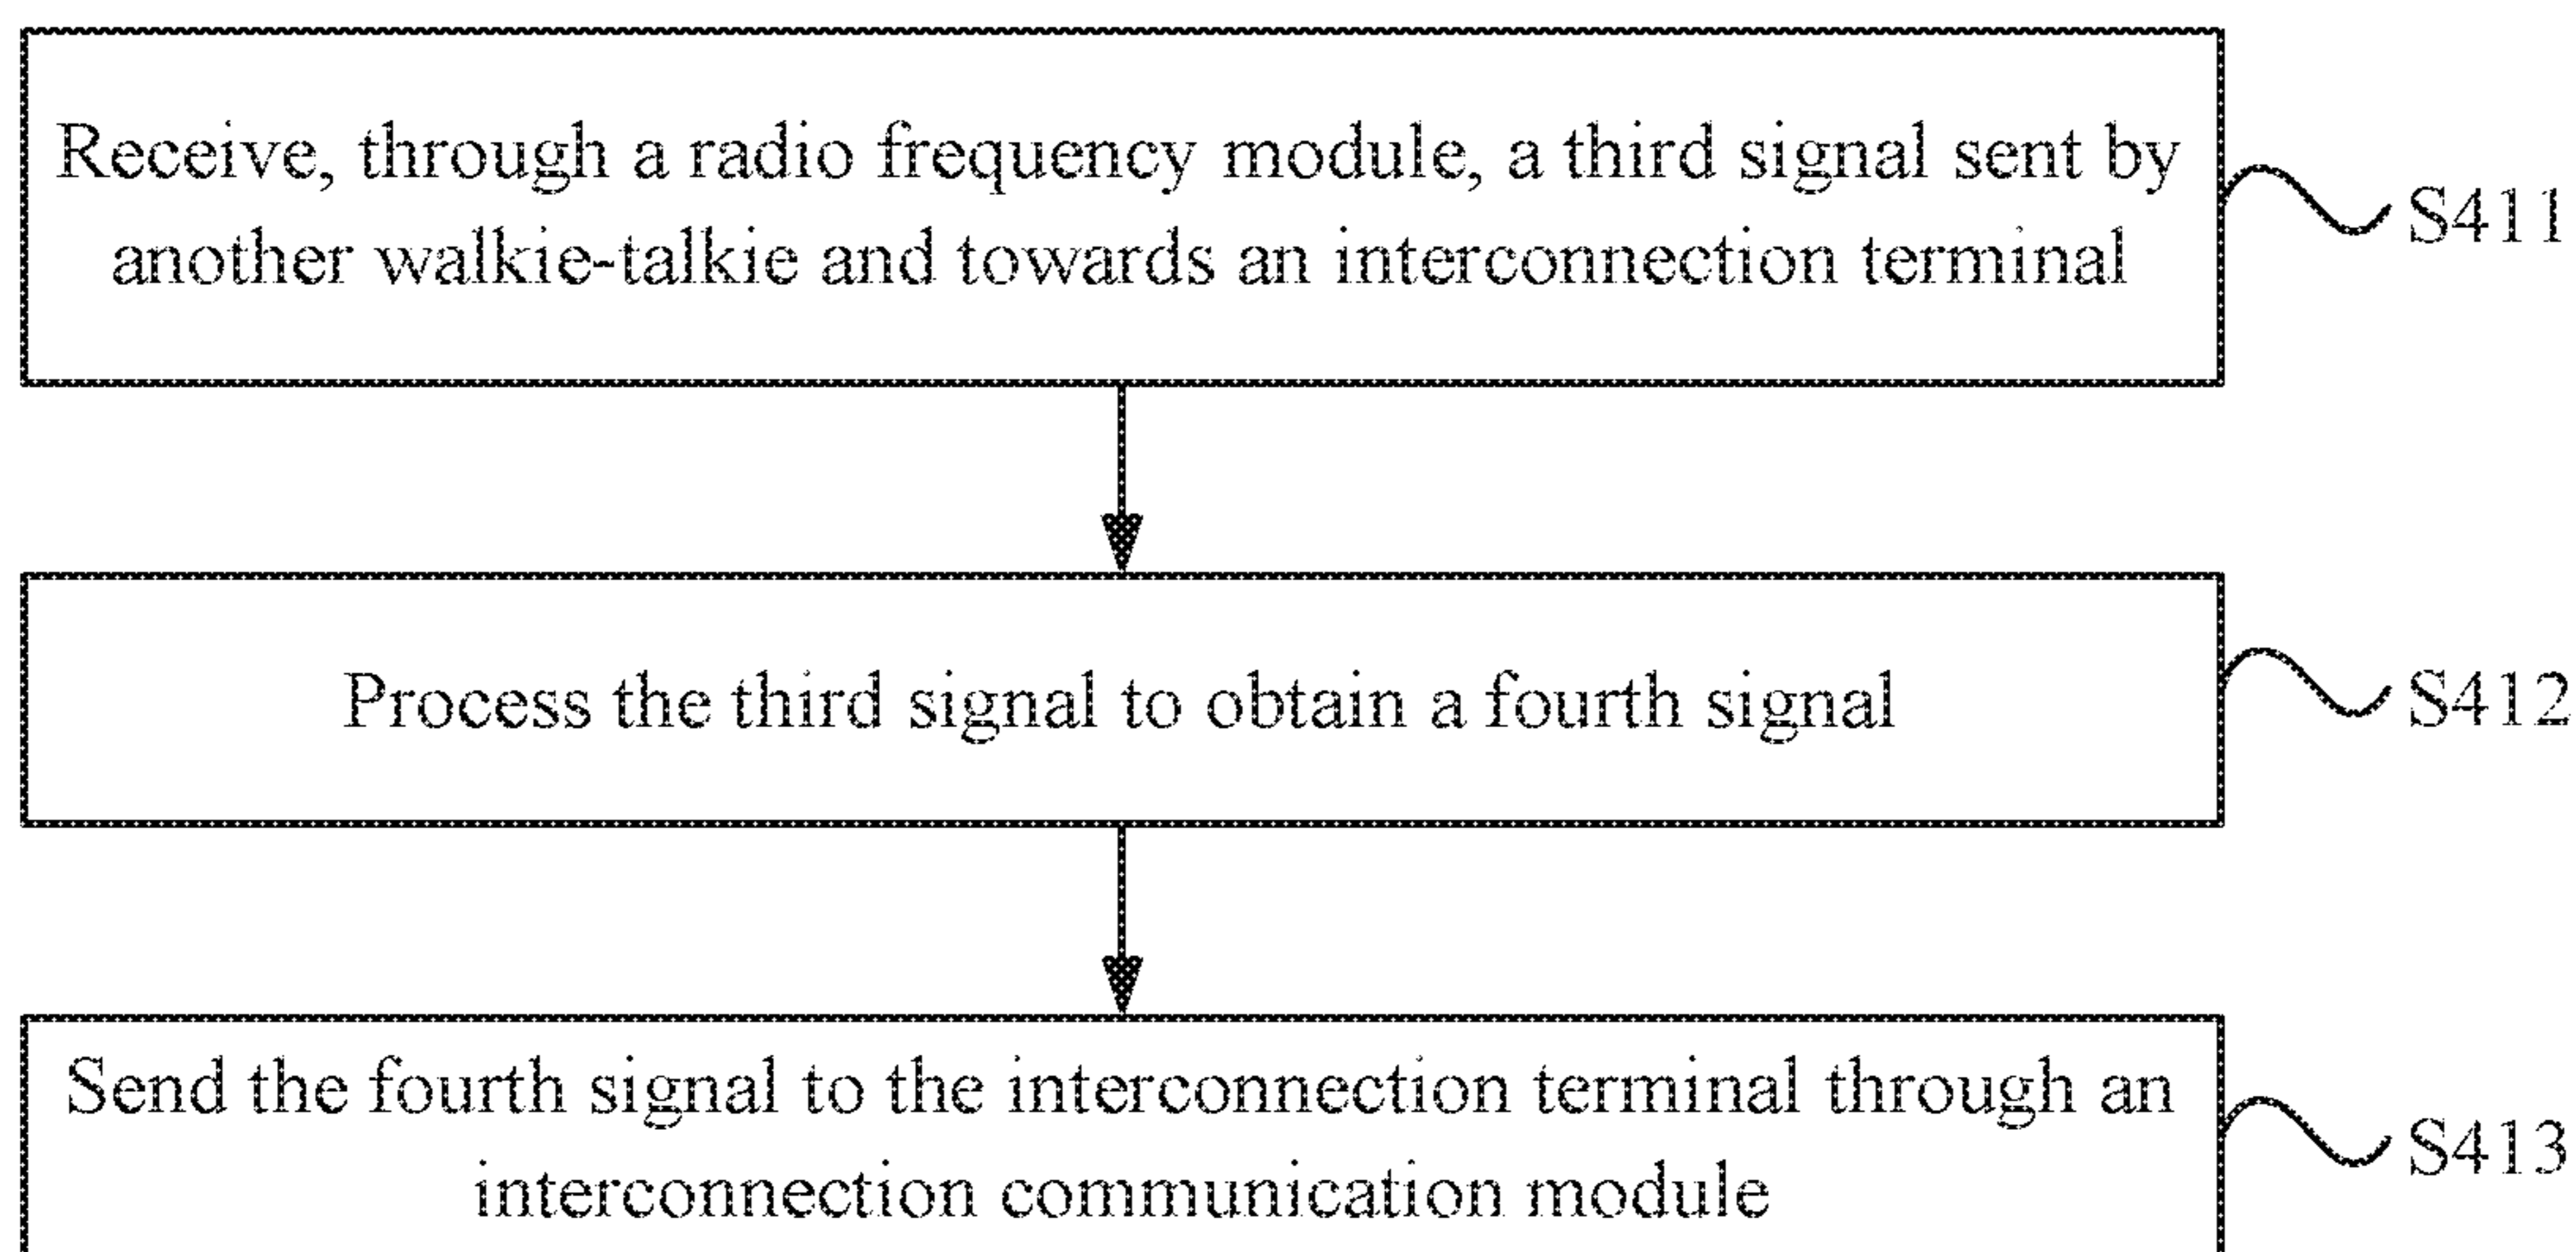 Receive, through a radio frequency module, a third signal sent by
another walkie-talkie and towards an interconnection terminal
S411
Process the third signal to obtain a fourth signal
S412
Send the fourth signal to the interconnection terminal through an
interconnection communication module
S413